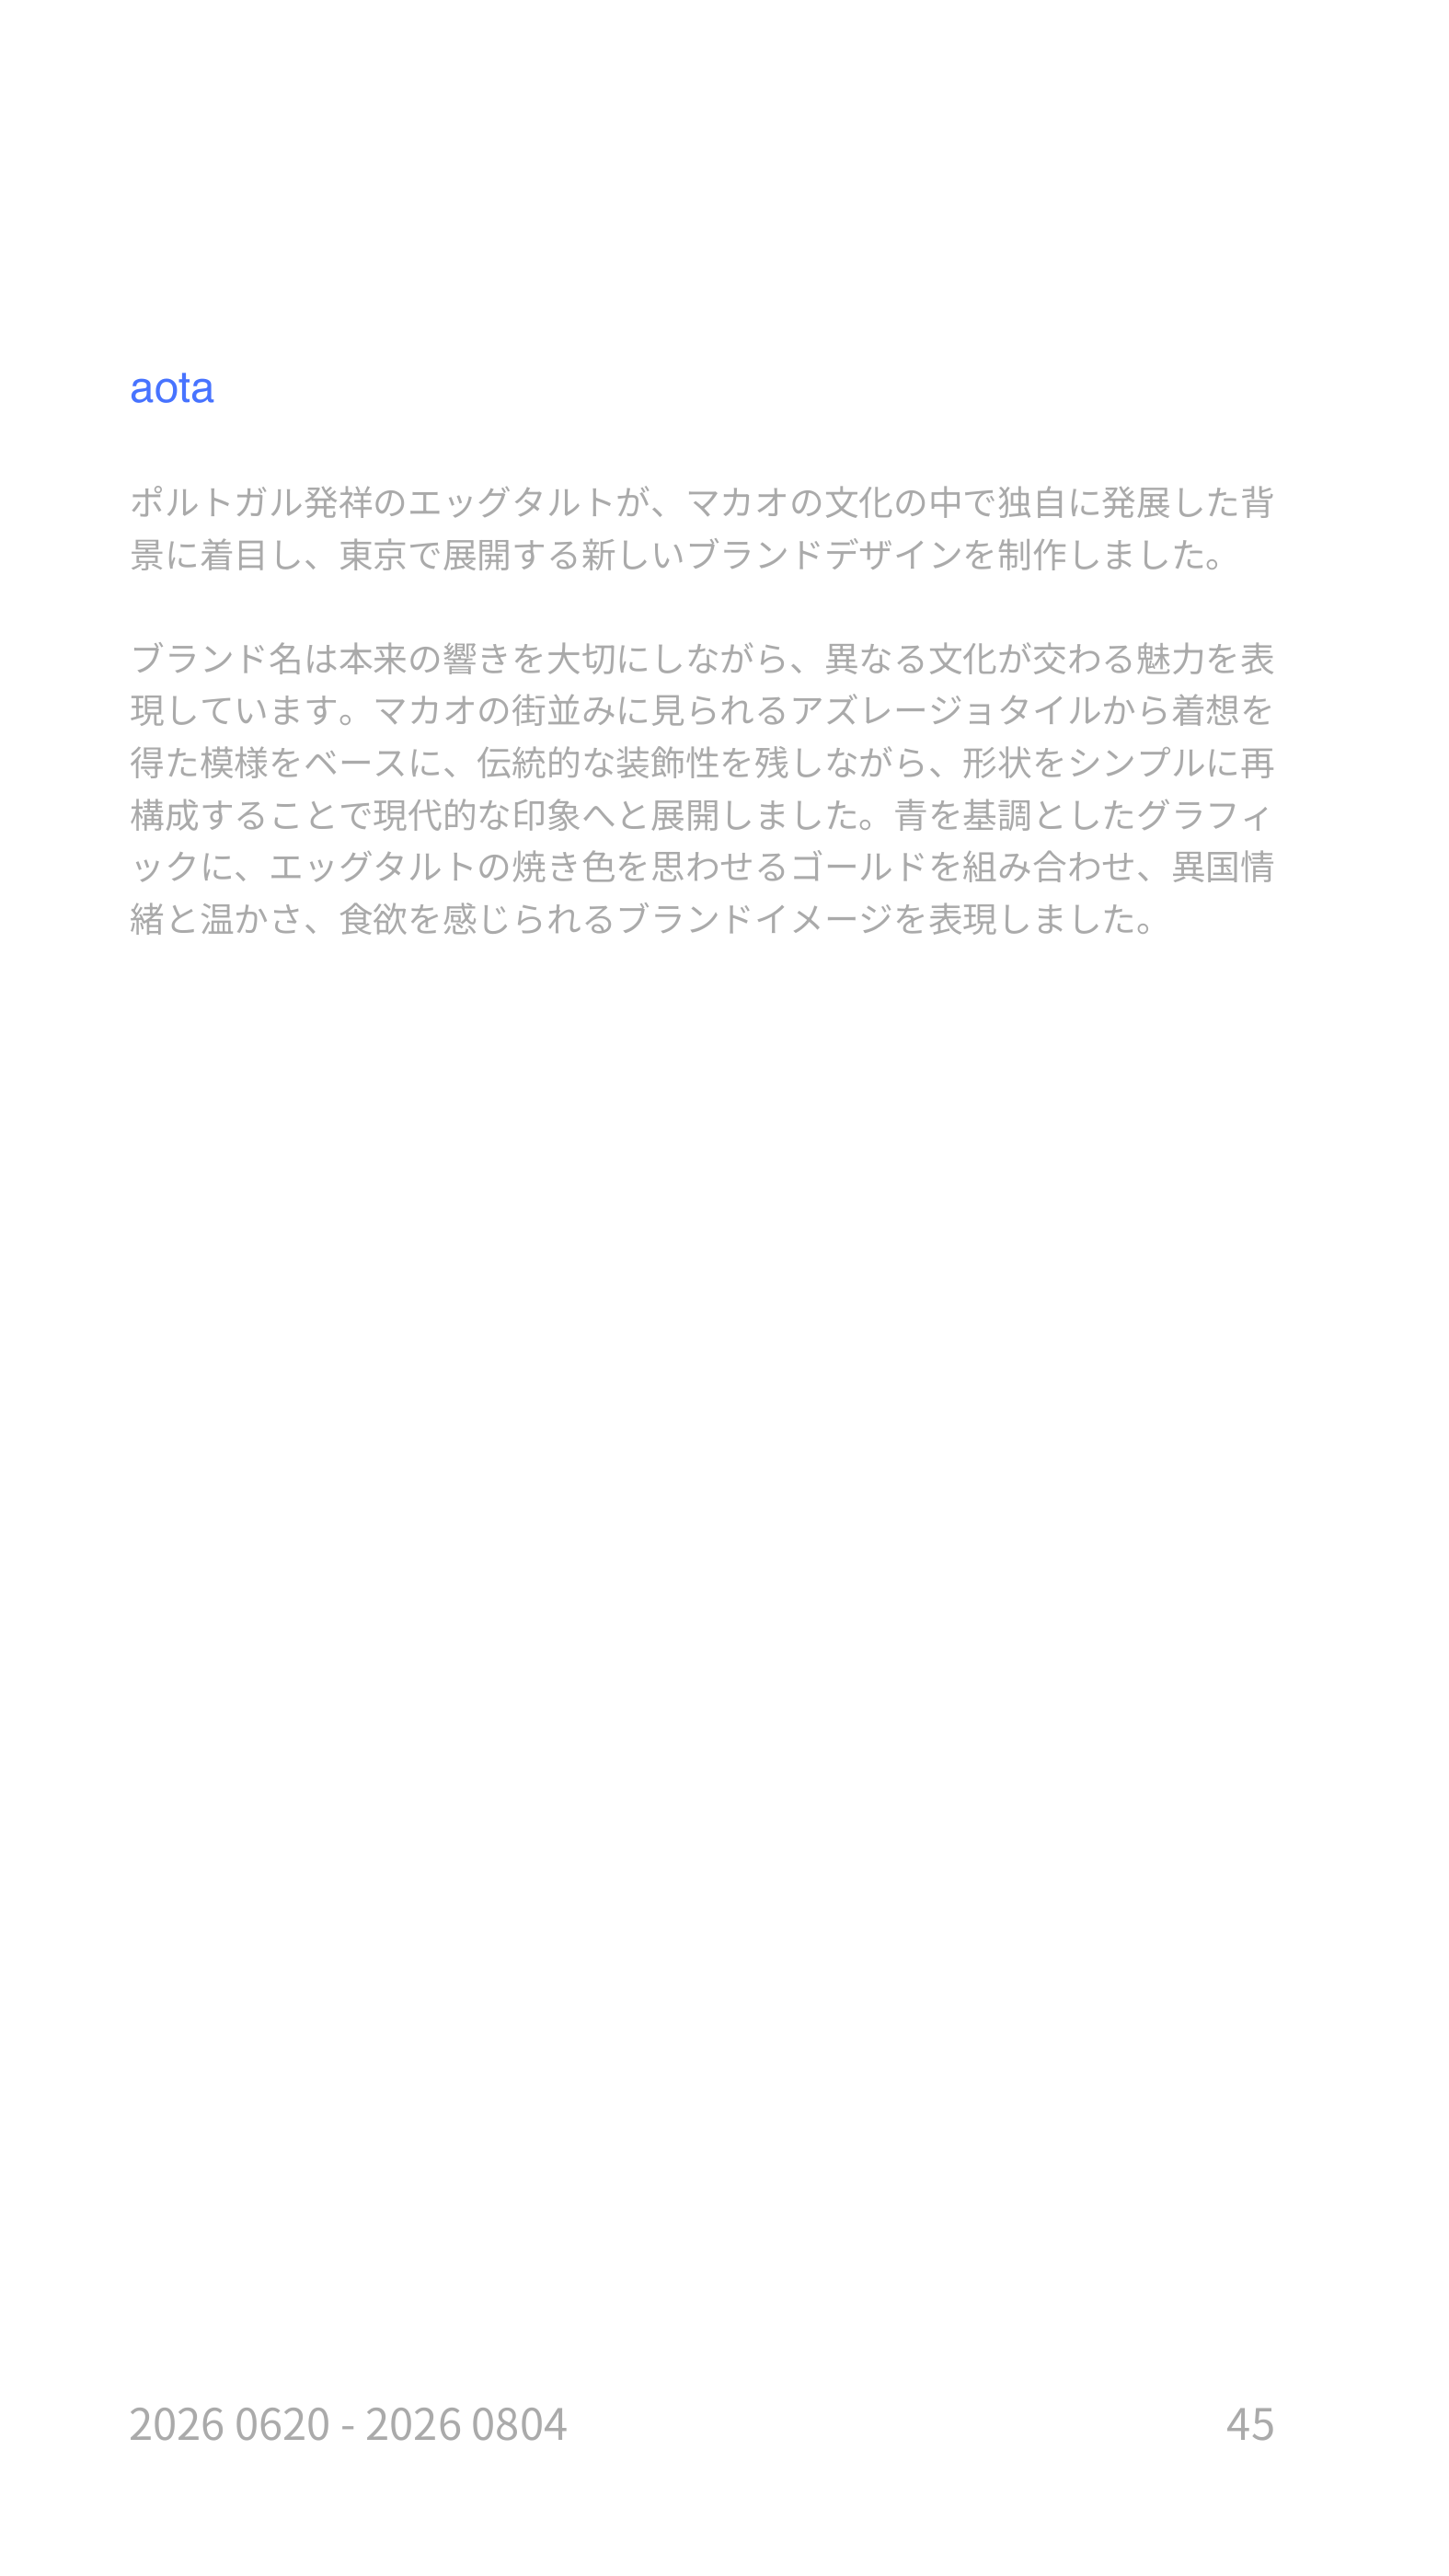 aota
ポルトガル発祥のエッグタルトが、マカオの文化の中で独自に発展した背
景に着目し、東京で展開する新しいブランドデザインを制作しました。
ブランド名は本来の響きを大切にしながら、異なる文化が交わる魅力を表
現しています。マカオの街並みに見られるアズレージョタイルから着想を
得た模様をベースに、伝統的な装飾性を残しながら、形状をシンプルに再
構成することで現代的な印象へと展開しました。青を基調としたグラフィ
ックに、エッグタルトの焼き色を思わせるゴールドを組み合わせ、異国情
緒と温かさ、食欲を感じられるブランドイメージを表現しました。
2026 0620 - 2026 0804
45